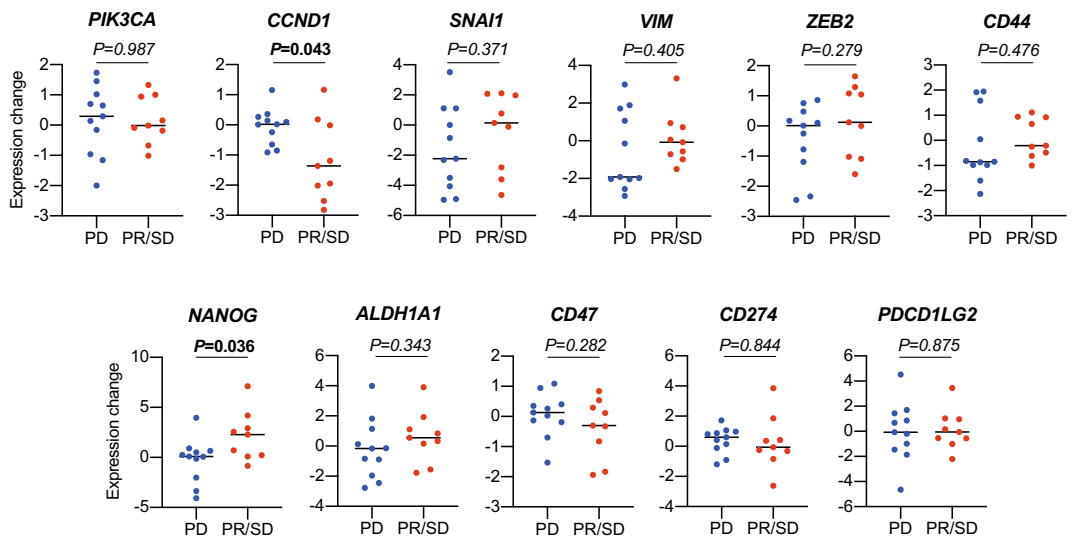 PIK3CA CCND1 SNAI1 VIM ZEB2 CD44
P=0.987 P=0.043 P=0.371 P=0.405 P=0.279 P=0.476
Expression change
3 2 6 4 2 3
2 1 4 2 1 2
1 0 2 0 0 1
0 -1 0 -2 -1 0
-1 -2 -2 -4 -2 -1
-2 -3 -4 -3 -2
-3 -6 -3
PD PR/SD PD PR/SD PD PR/SD PD PR/SD PD PR/SD PD PR/SD
NANOG ALDH1A1 CD47 CD274 PDCD1LG2
P=0.036 P=0.343 P=0.282 P=0.844 P=0.875
Expression change
10 6 2 6 6
5 4 1 4 4
0 2 0 2 2
-5 0 -1 0 0
-2 -2 -2 -2
-4 -3 -4 -4
-6
PD PR/SD PD PR/SD PD PR/SD PD PR/SD PD PR/SD